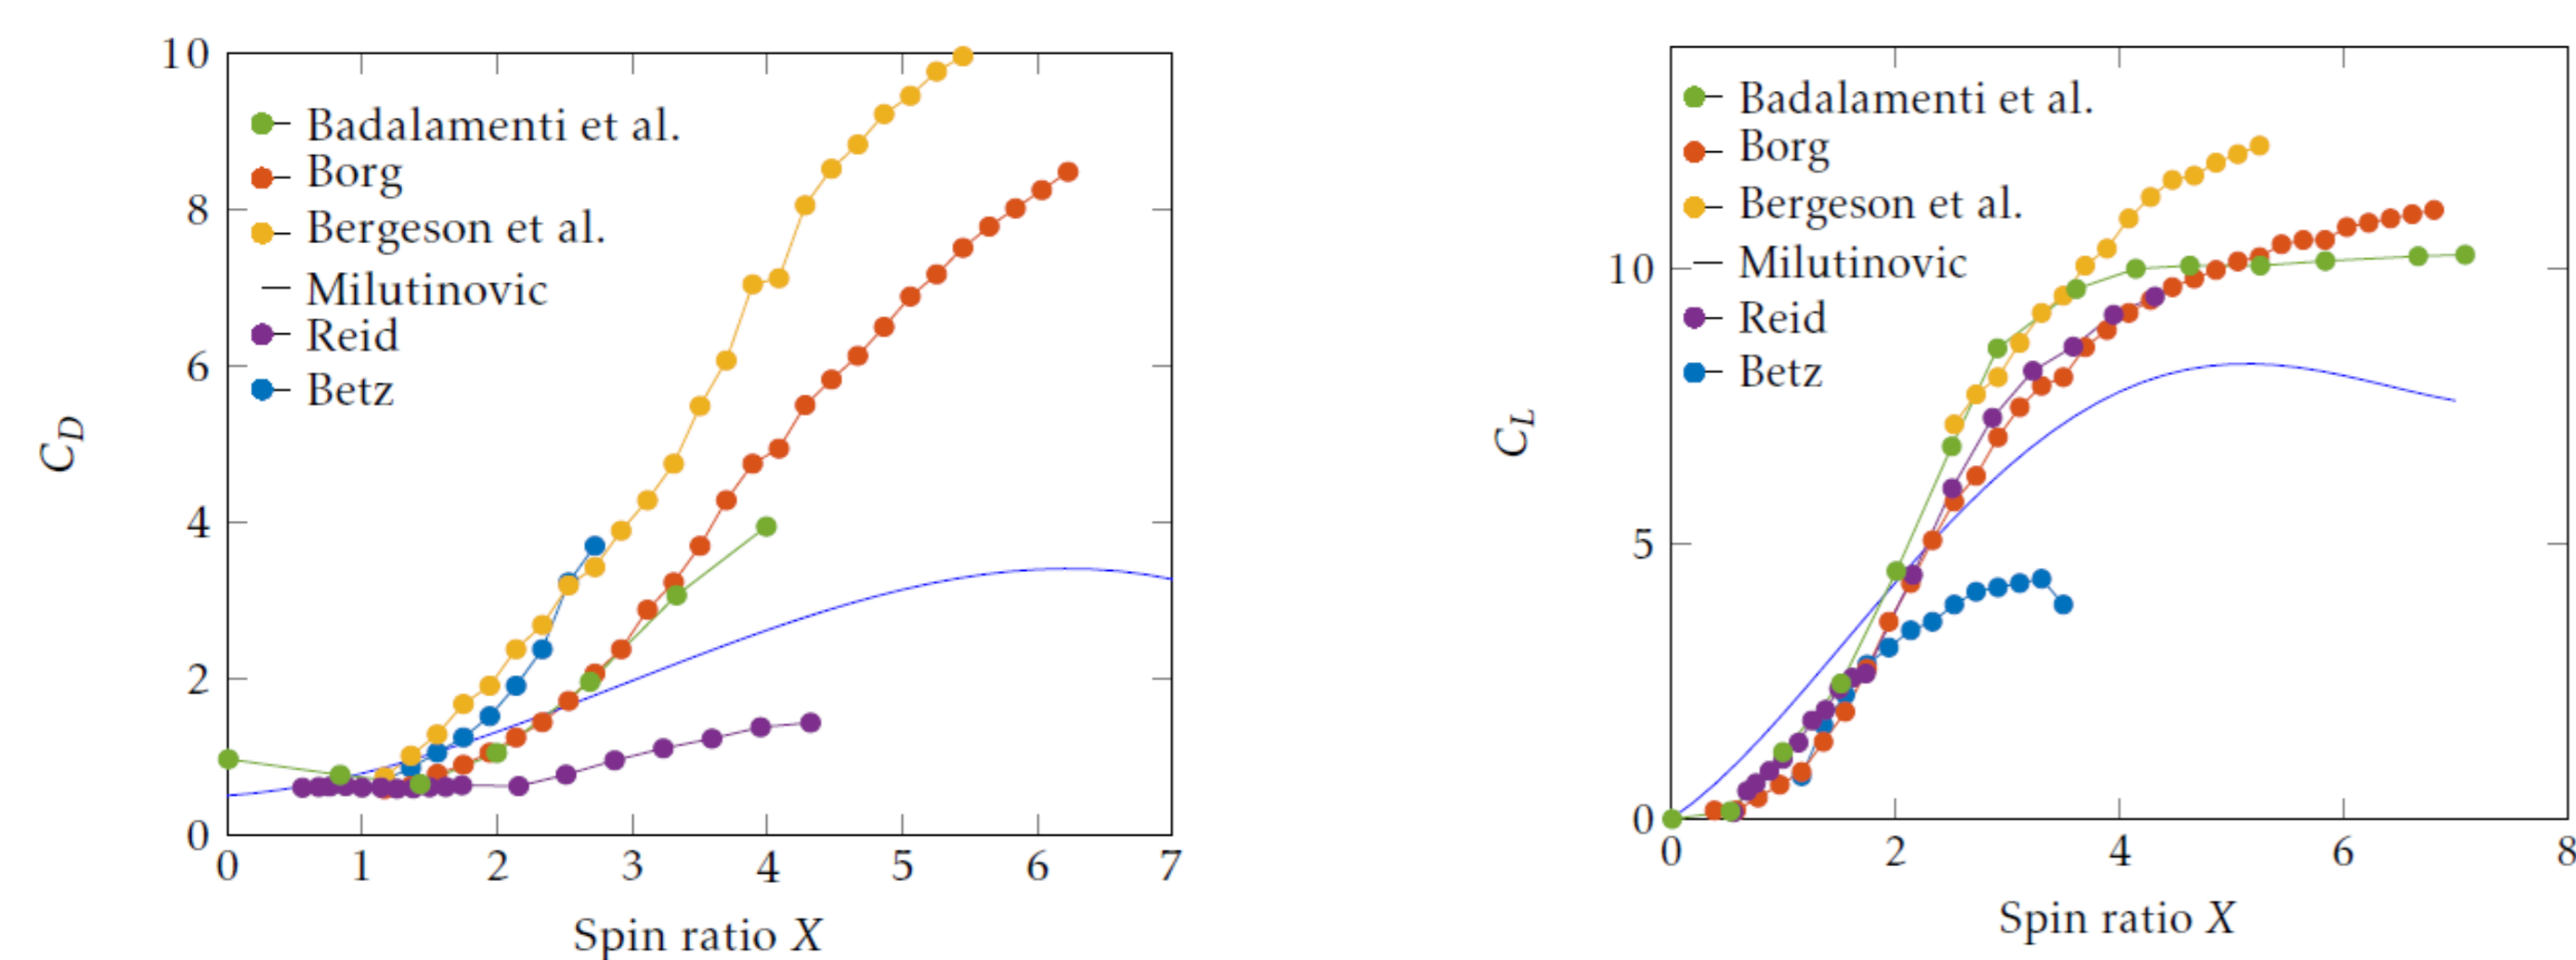 10
8
6
4
2
0
0 1 2 3 4 5 6 7
C_D
Spin ratio X
Badalamenti et al.
Borg
Bergeson et al.
Milutinovic
Reid
Betz
10
5
0
0 2 4 6 8
C_L
Spin ratio X
Badalamenti et al.
Borg
Bergeson et al.
Milutinovic
Reid
Betz